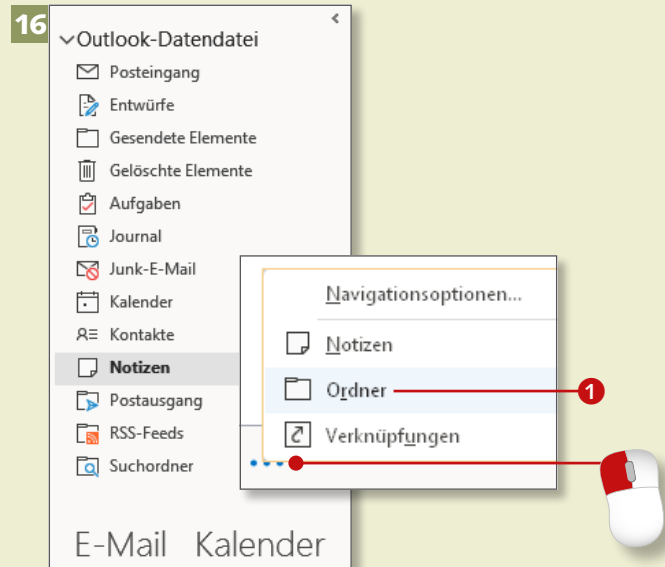 16
Outlook-Datendatei
Posteingang
Entwürfe
Gesendete Elemente
Gelöschte Elemente
Aufgaben
Journal
Junk-E-Mail
Kalender
Kontakte
Notizen
Postausgang
RSS-Feeds
Suchordner
E-Mail Kalender
Navigationsoptionen...
Notizen
Ordner
1
Verknüpfungen